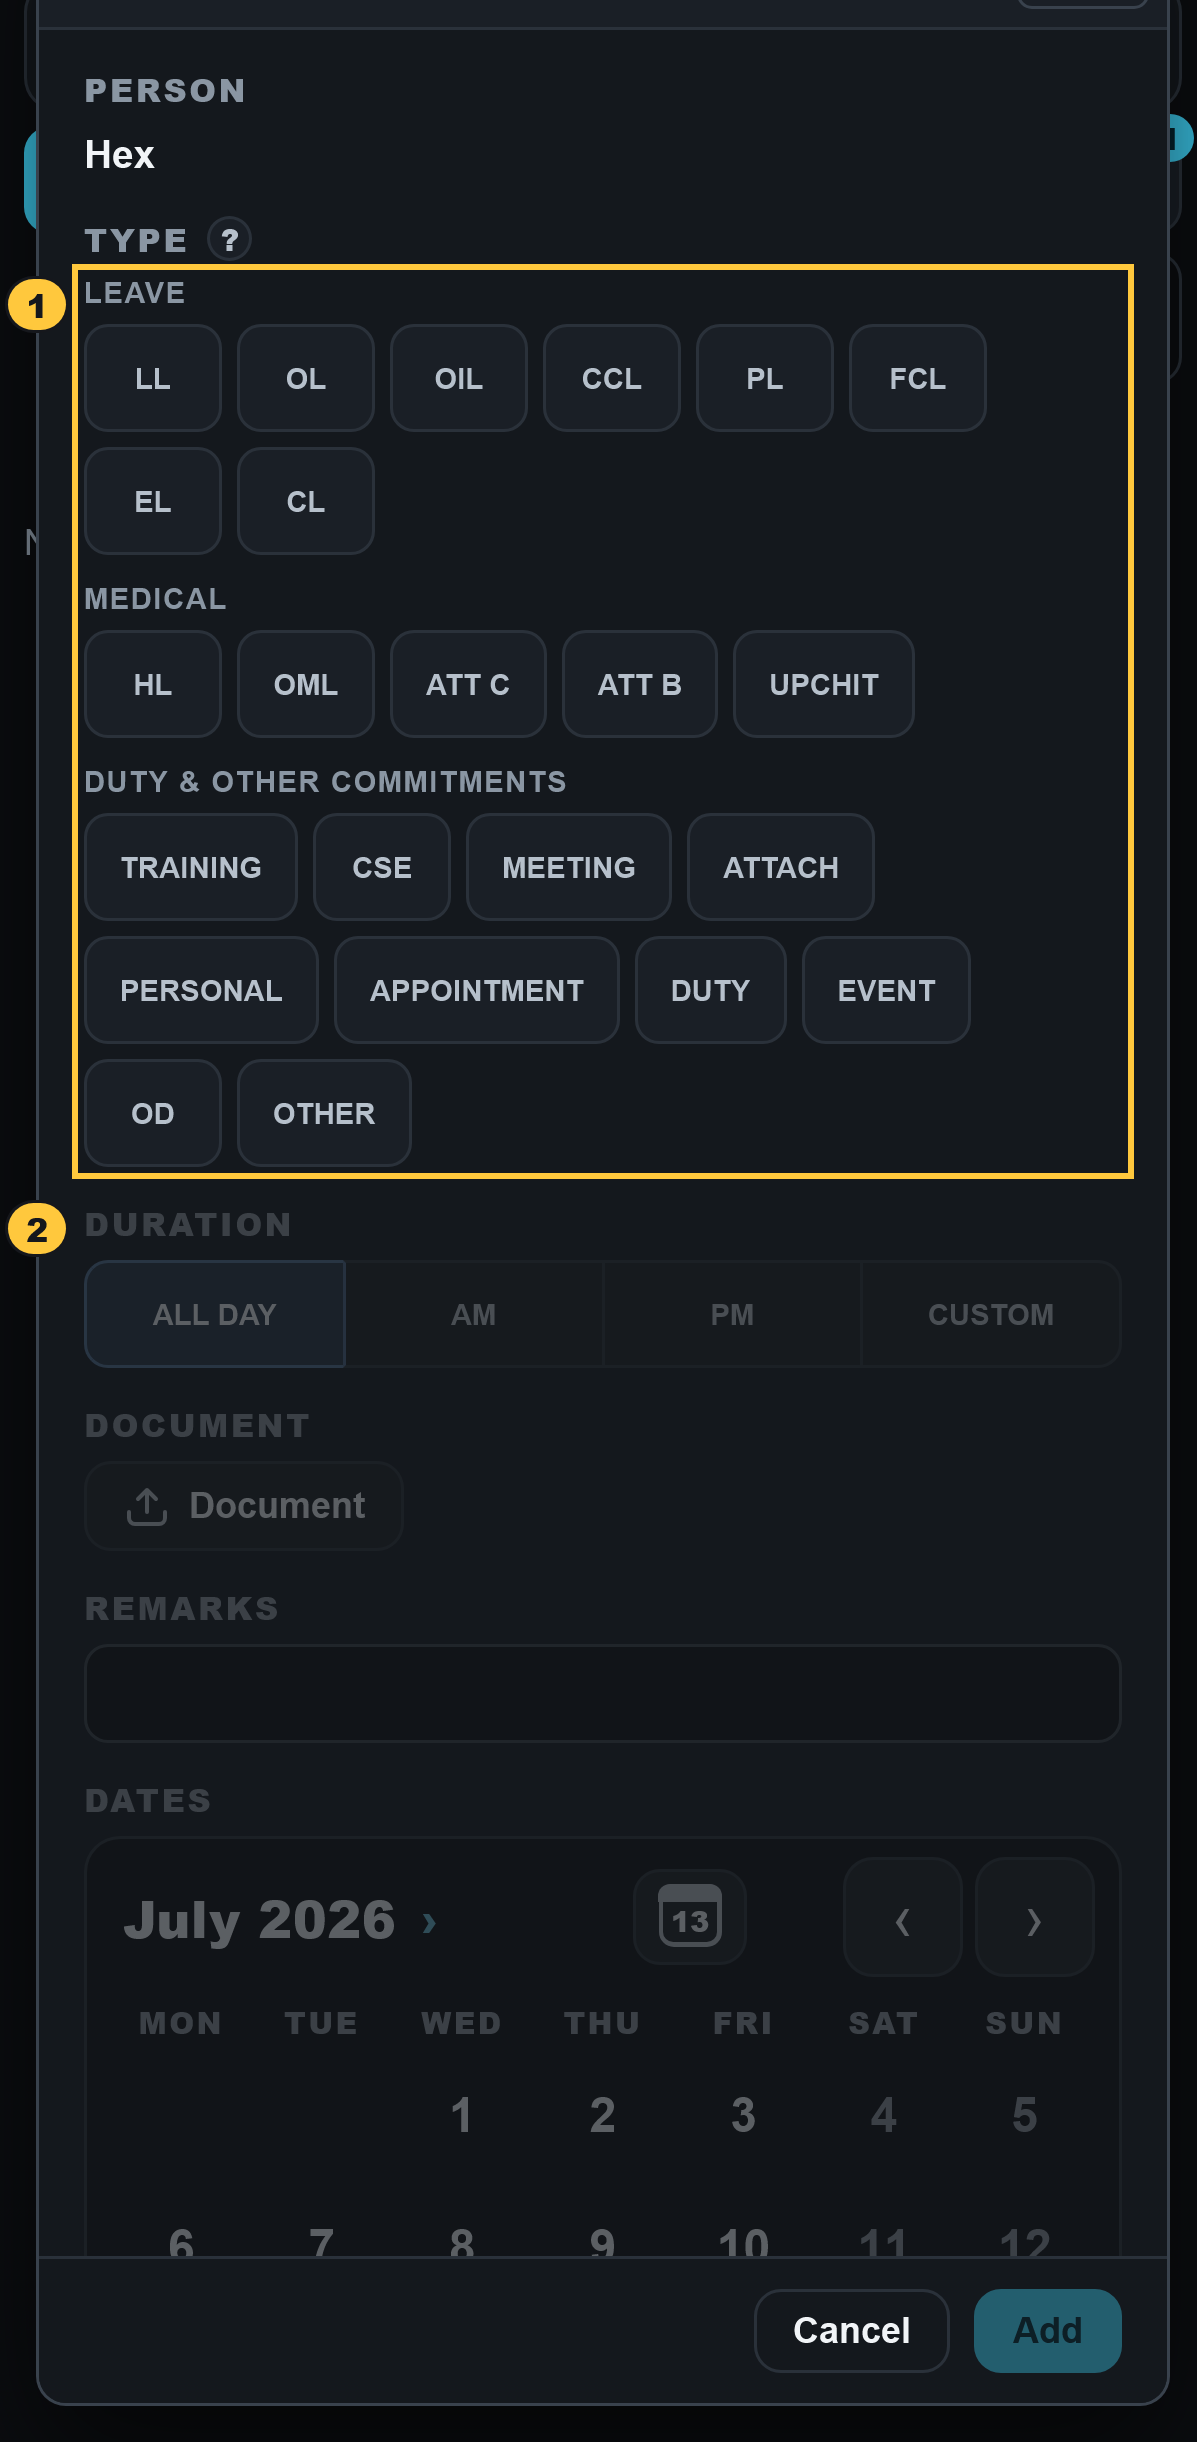 PERSON
Hex
TYPE ?
1
LEAVE
LL OL OIL CCL PL FCL
EL CL
MEDICAL
HL OML ATT C ATT B UPCHIT
DUTY & OTHER COMMITMENTS
TRAINING CSE MEETING ATTACH
PERSONAL APPOINTMENT DUTY EVENT
OD OTHER
2 DURATION
ALL DAY AM PM CUSTOM
DOCUMENT
Document
REMARKS
DATES
July 2026 › 13 ‹ ›
MON TUE WED THU FRI SAT SUN
1 2 3 4 5
6 7 8 9 10 11 12
Cancel Add